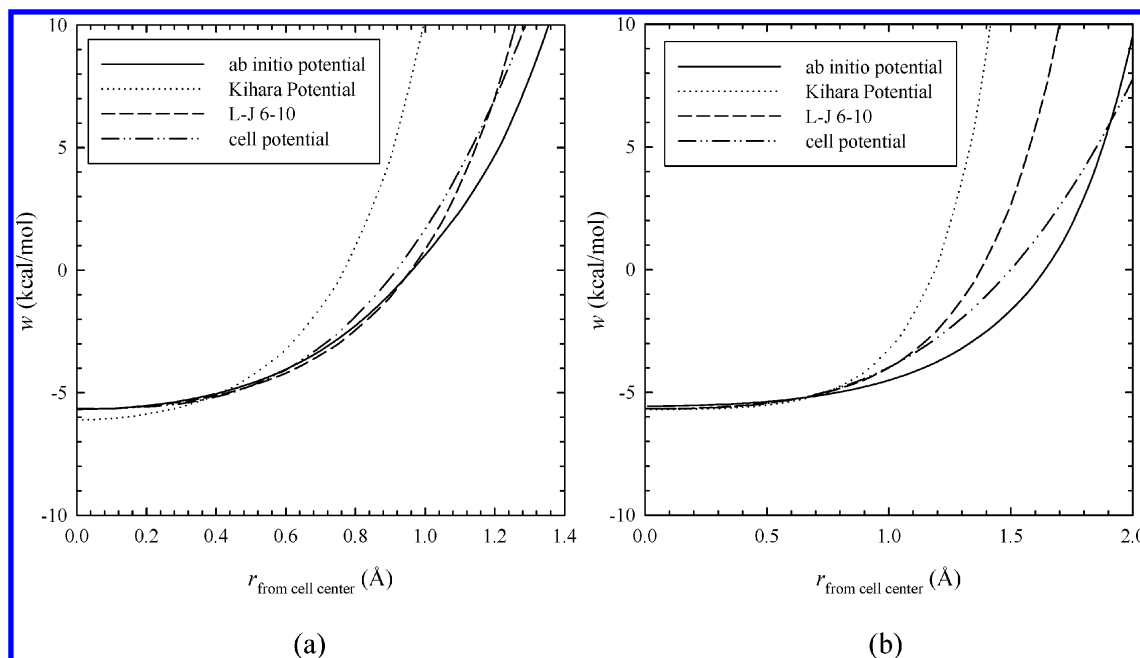 10
5
0
-5
-10
w (kcal/mol)
ab initio potential
Kihara Potential
L-J 6-10
cell potential
0.0 0.2 0.4 0.6 0.8 1.0 1.2 1.4
r from cell center (Å)
(a)
10
5
0
-5
-10
w (kcal/mol)
ab initio potential
Kihara Potential
L-J 6-10
cell potential
0.0 0.5 1.0 1.5 2.0
r from cell center (Å)
(b)